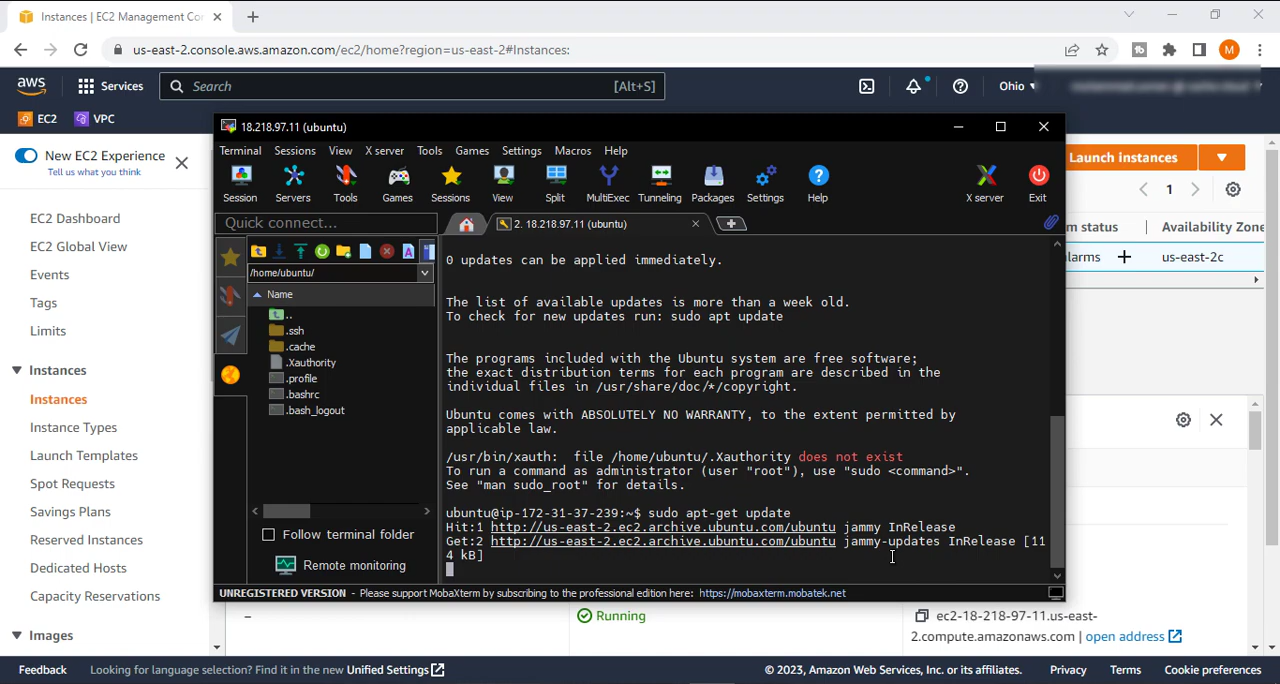 Instances | EC2 Management Co
us-east-2.console.aws.amazon.com/ec2/home?region=us-east-2#Instances:
M
aws
Services
Search
[Alt+S]
Ohio
EC2
VPC
New EC2 Experience
Tell us what you think
EC2 Dashboard
EC2 Global View
Events
Tags
Limits
Instances
Instances
Instance Types
Launch Templates
Spot Requests
Savings Plans
Reserved Instances
Dedicated Hosts
Capacity Reservations
Images
Launch instances
1
m status
Availability Zone
larms
us-east-2c
18.218.97.11 (ubuntu)
Terminal Sessions View X server Tools Games Settings Macros Help
Session Servers Tools Games Sessions View Split MultiExec Tunneling Packages Settings Help X server Exit
Quick connect...
2. 18.218.97.11 (ubuntu)
/home/ubuntu/
Name
..
.ssh
.cache
.Xauthority
.profile
.bashrc
.bash_logout
Follow terminal folder
Remote monitoring
0 updates can be applied immediately.
The list of available updates is more than a week old.
To check for new updates run: sudo apt update
The programs included with the Ubuntu system are free software;
the exact distribution terms for each program are described in the
individual files in /usr/share/doc/*/copyright.
Ubuntu comes with ABSOLUTELY NO WARRANTY, to the extent permitted by
applicable law.
/usr/bin/xauth:  file /home/ubuntu/.Xauthority does not exist
To run a command as administrator (user "root"), use "sudo <command>".
See "man sudo_root" for details.
ubuntu@ip-172-31-37-239:~$ sudo apt-get update
Hit:1 http://us-east-2.ec2.archive.ubuntu.com/ubuntu jammy InRelease
Get:2 http://us-east-2.ec2.archive.ubuntu.com/ubuntu jammy-updates InRelease [11
4 kB]
UNREGISTERED VERSION - Please support MobaXterm by subscribing to the professional edition here: https://mobaxterm.mobatek.net
–
Running
ec2-18-218-97-11.us-east-
2.compute.amazonaws.com | open address
Feedback
Looking for language selection? Find it in the new Unified Settings
© 2023, Amazon Web Services, Inc. or its affiliates.
Privacy
Terms
Cookie preferences